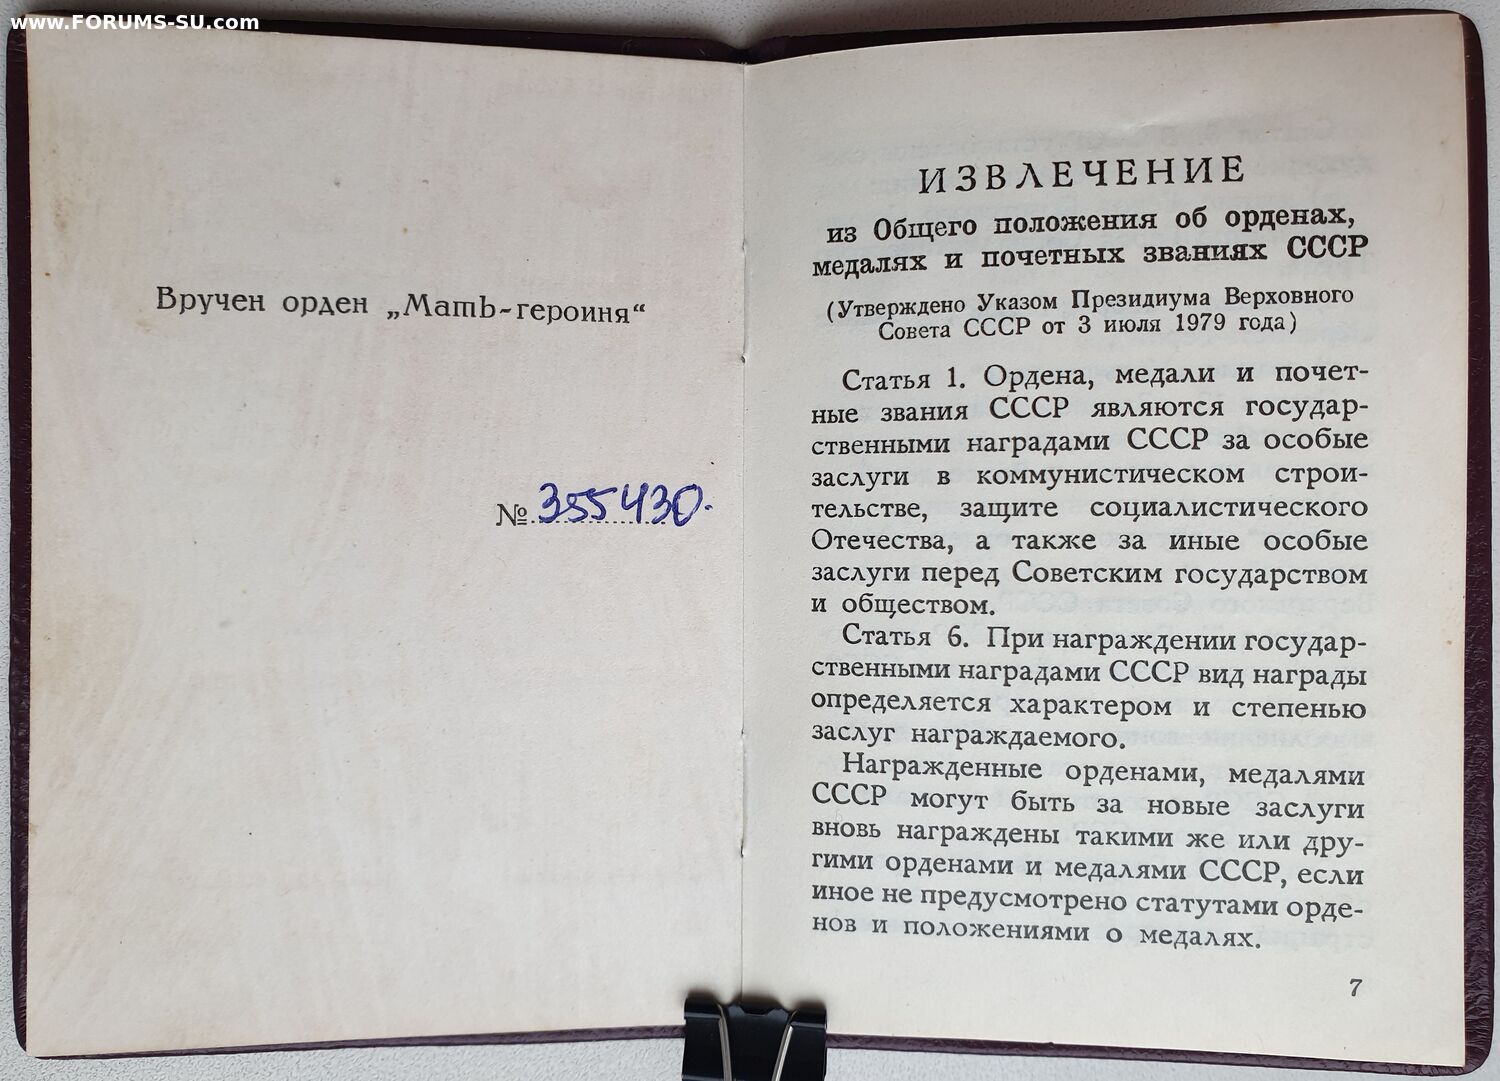 www.FORUMS-SU.com
Вручен орден „Мать-героиня“
№ 355430.
ИЗВЛЕЧЕНИЕ
из Общего положения об орденах,
медалях и почетных званиях СССР
(Утверждено Указом Президиума Верховного
Совета СССР от 3 июля 1979 года)
Статья 1. Ордена, медали и почет-
ные звания СССР являются государ-
ственными наградами СССР за особые
заслуги в коммунистическом строи-
тельстве, защите социалистического
Отечества, а также за иные особые
заслуги перед Советским государством
и обществом.
Статья 6. При награждении государ-
ственными наградами СССР вид награды
определяется характером и степенью
заслуг награждаемого.
Награжденные орденами, медалями
СССР могут быть за новые заслуги
вновь награждены такими же или дру-
гими орденами и медалями СССР, если
иное не предусмотрено статутами орде-
нов и положениями о медалях.
7